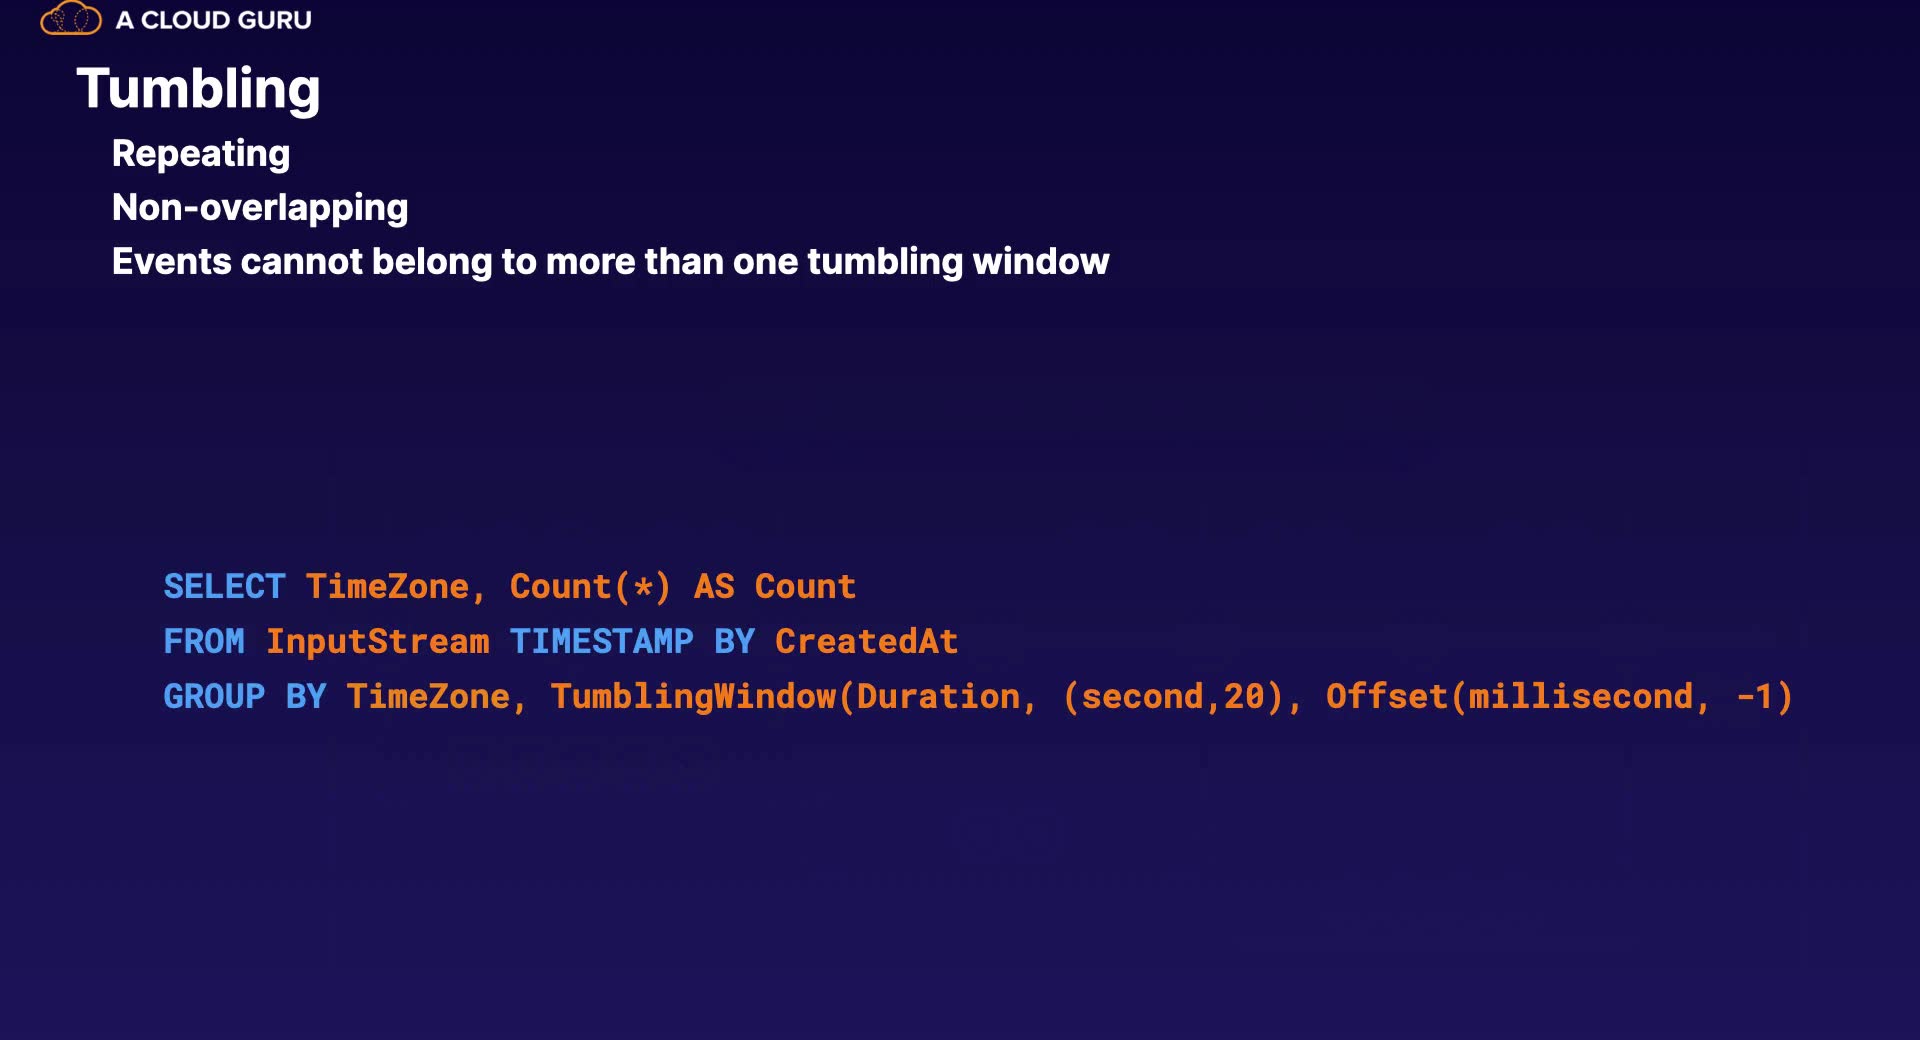 A CLOUD GURU
Tumbling
Repeating
Non-overlapping
Events cannot belong to more than one tumbling window
SELECT TimeZone, Count(*) AS Count
FROM InputStream TIMESTAMP BY CreatedAt
GROUP BY TimeZone, TumblingWindow(Duration, (second,20), Offset(millisecond, -1)